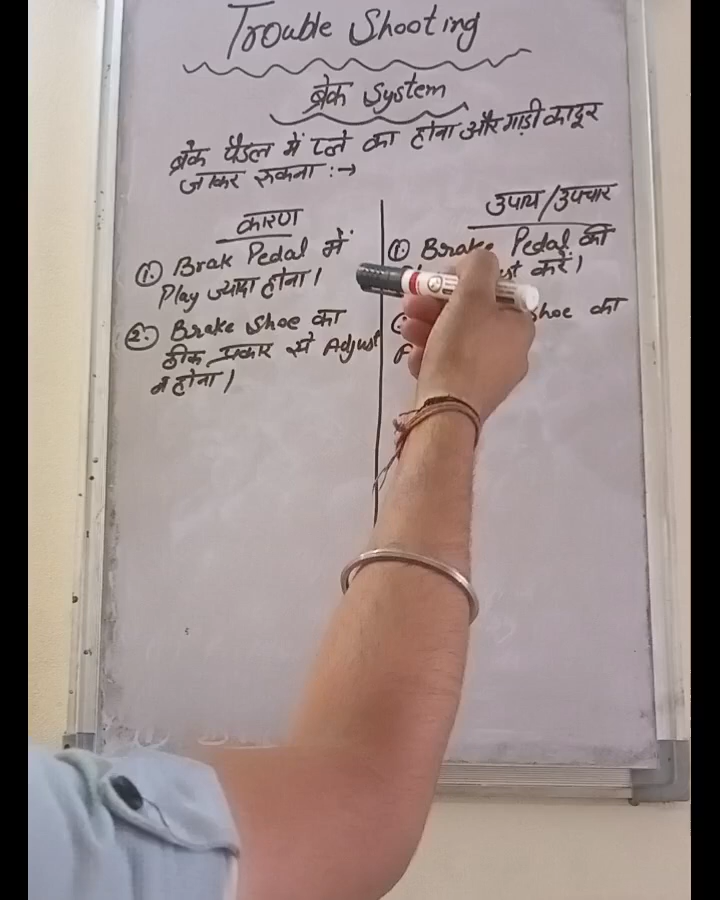 Trouble Shooting
ब्रेक System
ब्रेक पैडल में प्ले का होना और गाड़ी का दूर
जाकर रुकना :→
कारण
① Brak Pedal में
Play ज्यादा होना।
② Brake Shoe का
ठीक प्रकार से Adjust
न होना।
उपाय/उपचार
① Brake Pedal की
करें।
Shoe का